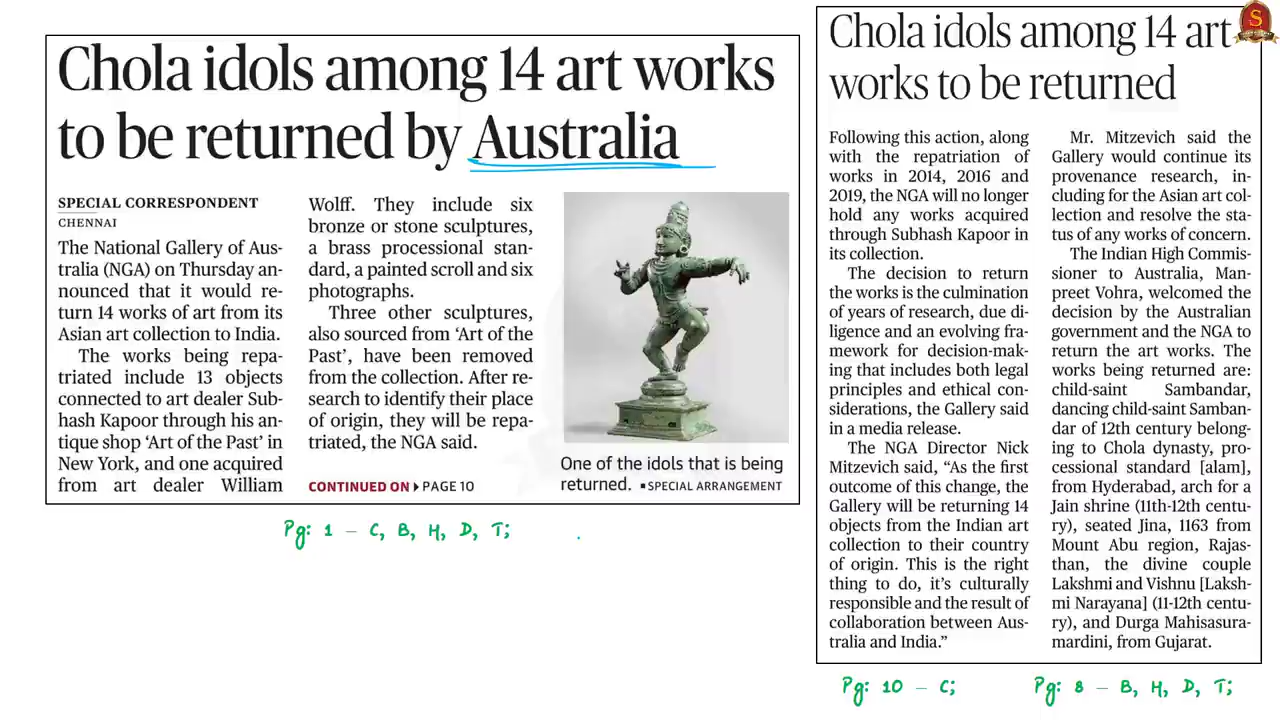 Chola idols among 14 art works
to be returned by Australia
SPECIAL CORRESPONDENT
CHENNAI
The National Gallery of Aus-
tralia (NGA) on Thursday an-
nounced that it would re-
turn 14 works of art from its
Asian art collection to India.
The works being repa-
triated include 13 objects
connected to art dealer Sub-
hash Kapoor through his an-
tique shop ‘Art of the Past’ in
New York, and one acquired
from art dealer William
Wolff. They include six
bronze or stone sculptures,
a brass processional stan-
dard, a painted scroll and six
photographs.
Three other sculptures,
also sourced from ‘Art of the
Past’, have been removed
from the collection. After re-
search to identify their place
of origin, they will be repa-
triated, the NGA said.
CONTINUED ON PAGE 10
One of the idols that is being
returned. ■SPECIAL ARRANGEMENT
Pg: 1 – C, B, H, D, T;
Chola idols among 14 art
works to be returned
Following this action, along
with the repatriation of
works in 2014, 2016 and
2019, the NGA will no longer
hold any works acquired
through Subhash Kapoor in
its collection.
The decision to return
the works is the culmination
of years of research, due di-
ligence and an evolving fra-
mework for decision-mak-
ing that includes both legal
principles and ethical con-
siderations, the Gallery said
in a media release.
The NGA Director Nick
Mitzevich said, “As the first
outcome of this change, the
Gallery will be returning 14
objects from the Indian art
collection to their country
of origin. This is the right
thing to do, it’s culturally
responsible and the result of
collaboration between Aus-
tralia and India.”
Mr. Mitzevich said the
Gallery would continue its
provenance research, in-
cluding for the Asian art col-
lection and resolve the sta-
tus of any works of concern.
The Indian High Commis-
sioner to Australia, Man-
preet Vohra, welcomed the
decision by the Australian
government and the NGA to
return the art works. The
works being returned are:
child-saint Sambandar,
dancing child-saint Samban-
dar of 12th century belong-
ing to Chola dynasty, pro-
cessional standard [alam],
from Hyderabad, arch for a
Jain shrine (11th-12th centu-
ry), seated Jina, 1163 from
Mount Abu region, Rajas-
than, the divine couple
Lakshmi and Vishnu [Laksh-
mi Narayana] (11-12th centu-
ry), and Durga Mahisasura-
mardini, from Gujarat.
Pg: 10 – C;
Pg: 8 – B, H, D, T;
S